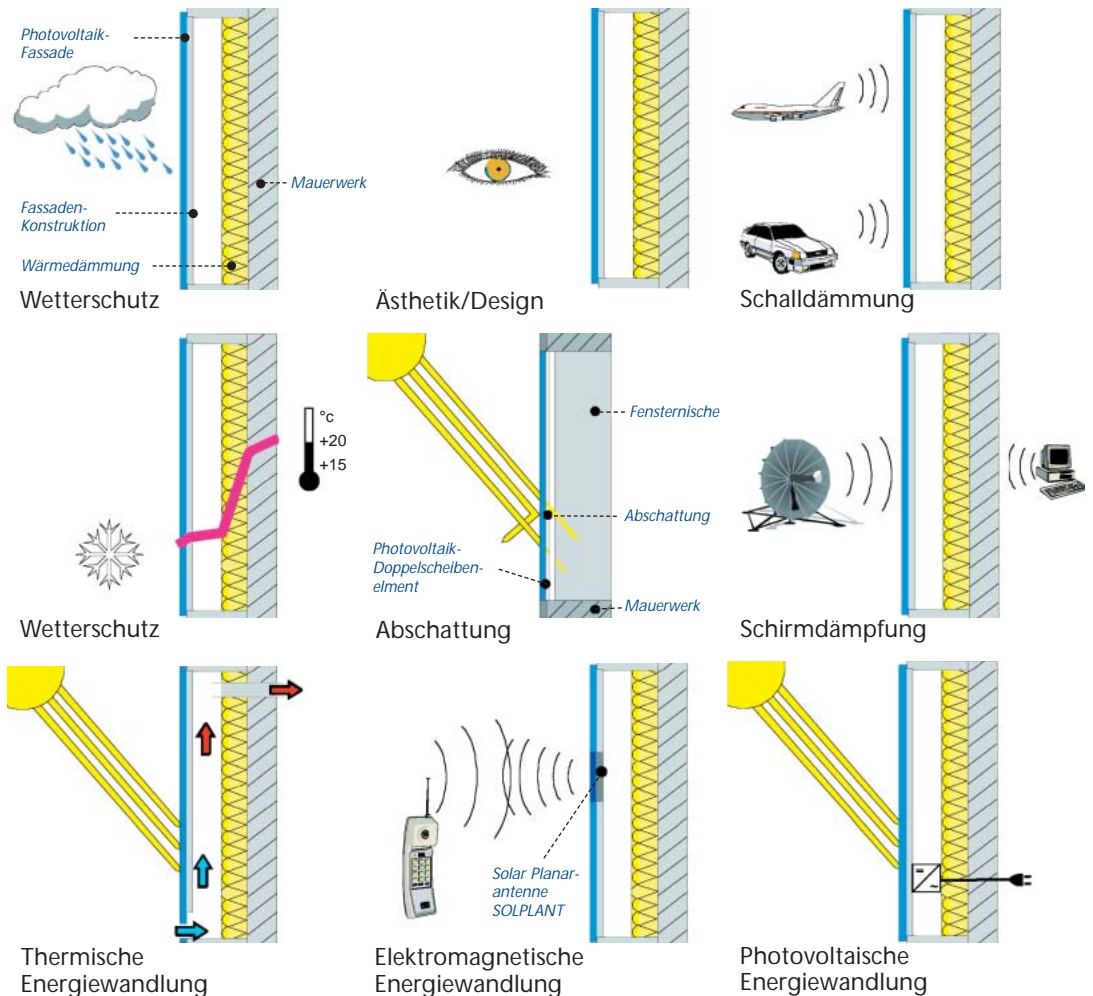 Photovoltaik-
Fassade
Mauerwerk
Fassaden-
Konstruktion
Wärmedämmung
Wetterschutz
Ästhetik/Design
Schalldämmung
°c
+20
+15
Wetterschutz
Fensternische
Abschattung
Photovoltaik-
Doppelscheiben-
elment
Mauerwerk
Abschattung
Schirmdämpfung
Thermische
Energiewandlung
Solar Planar-
antenne
SOLPLANT
Elektromagnetische
Energiewandlung
Photovoltaische
Energiewandlung